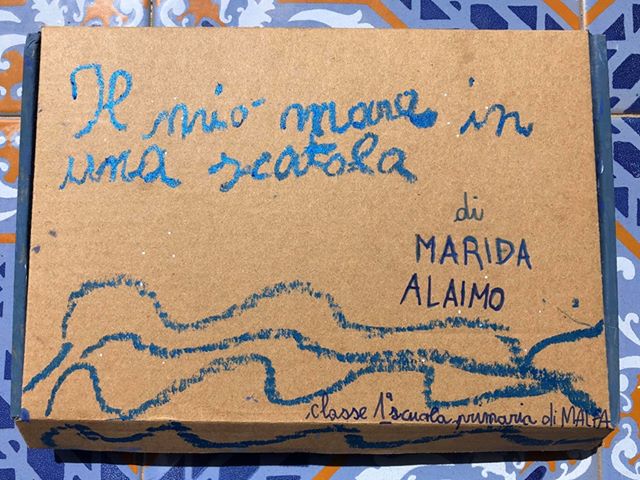 Il mio mare in
una scatola
di
MARIDA
ALAIMO
classe 1ª scuola primaria di MALFA